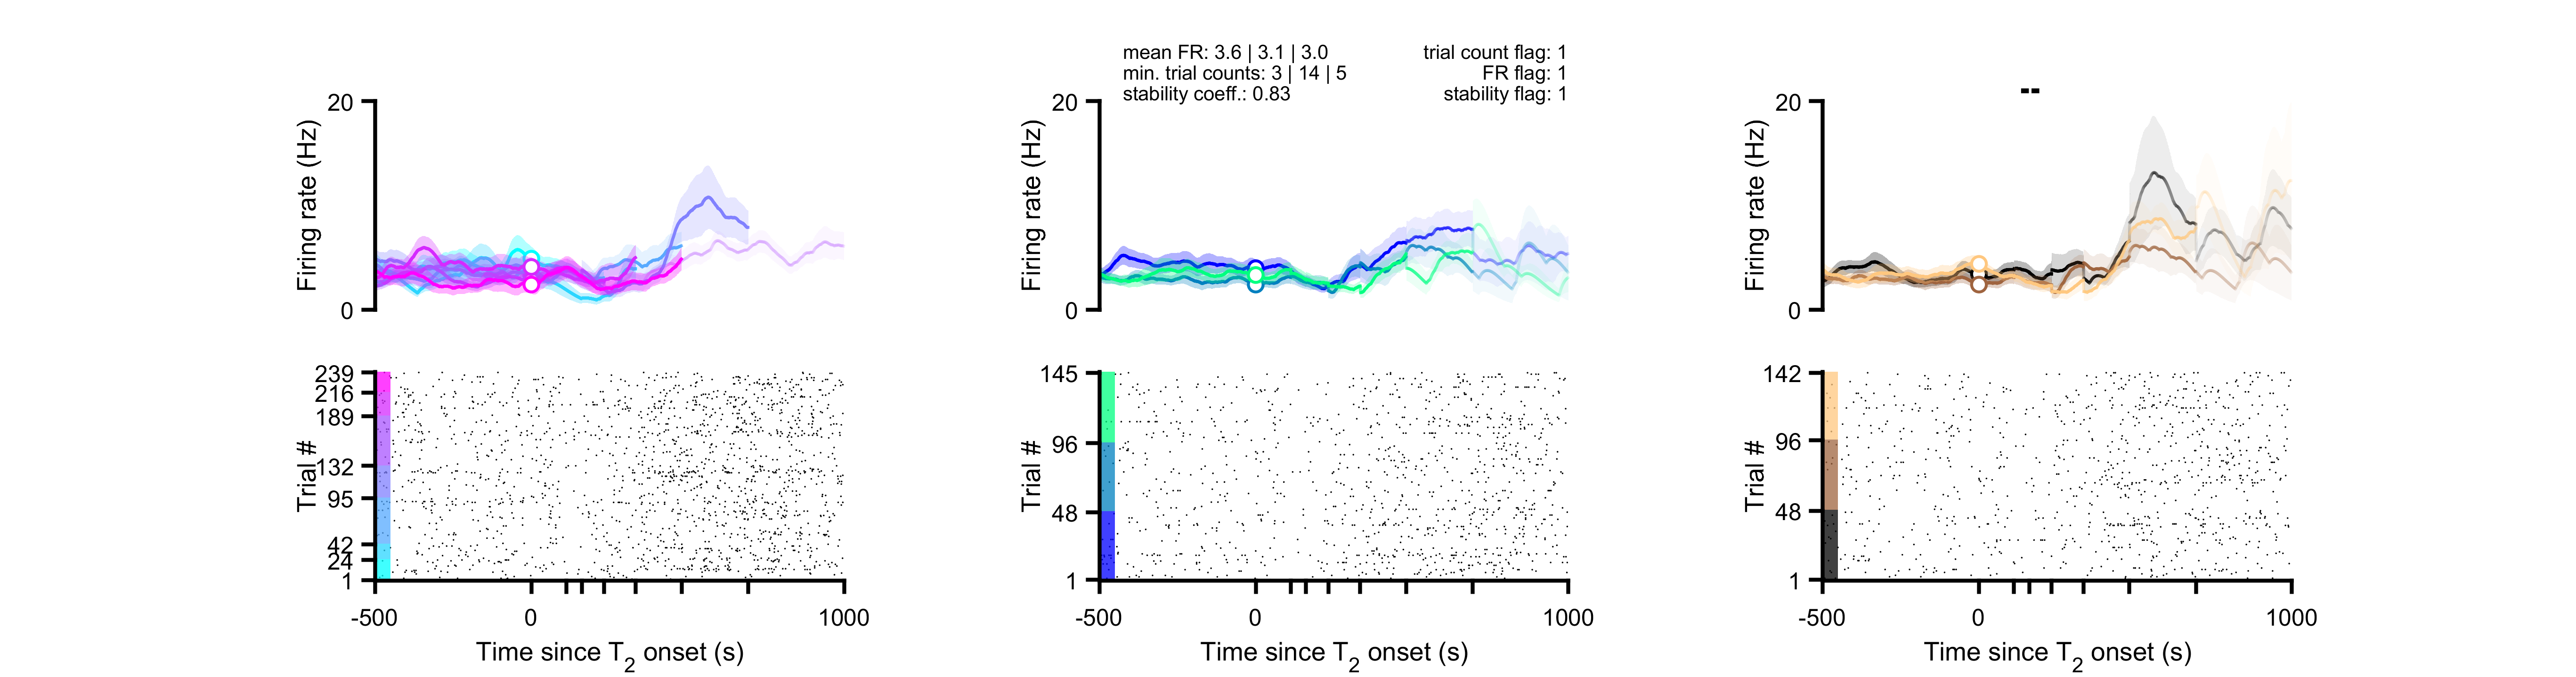 mean FR: 3.6 | 3.1 | 3.0
min. trial counts: 3 | 14 | 5
stability coeff.: 0.83
trial count flag: 1
FR flag: 1
stability flag: 1
--
20
0
Firing rate (Hz)
20
0
Firing rate (Hz)
20
0
Firing rate (Hz)
239
216
189
132
95
42
24
1
Trial #
-500
0
1000
Time since T2 onset (s)
145
96
48
1
Trial #
-500
0
1000
Time since T2 onset (s)
142
96
48
1
Trial #
-500
0
1000
Time since T2 onset (s)